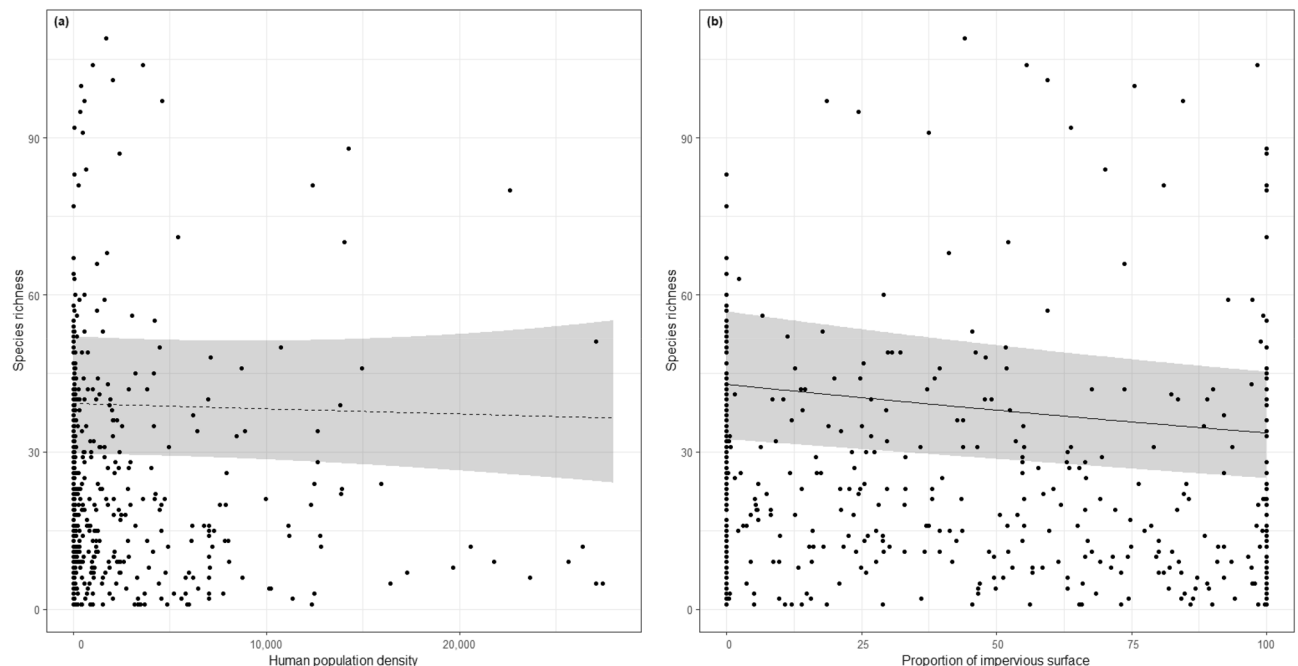 (a)
Species richness
90
60
30
0
0 10,000 20,000
Human population density
(b)
Species richness
90
60
30
0
0 25 50 75 100
Proportion of impervious surface